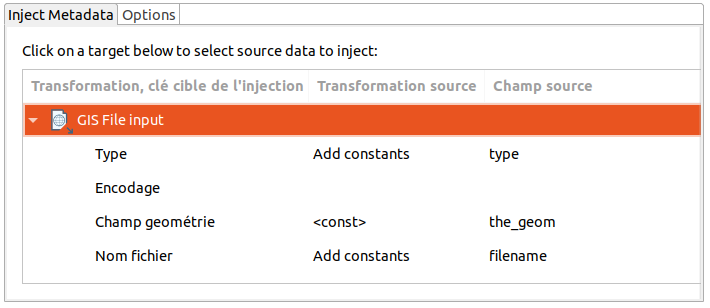 Inject Metadata Options
Click on a target below to select source data to inject:
Transformation, clé cible de l'injection Transformation source Champ source
GIS File input
Type Add constants type
Encodage
Champ geométrie <const> the_geom
Nom fichier Add constants filename